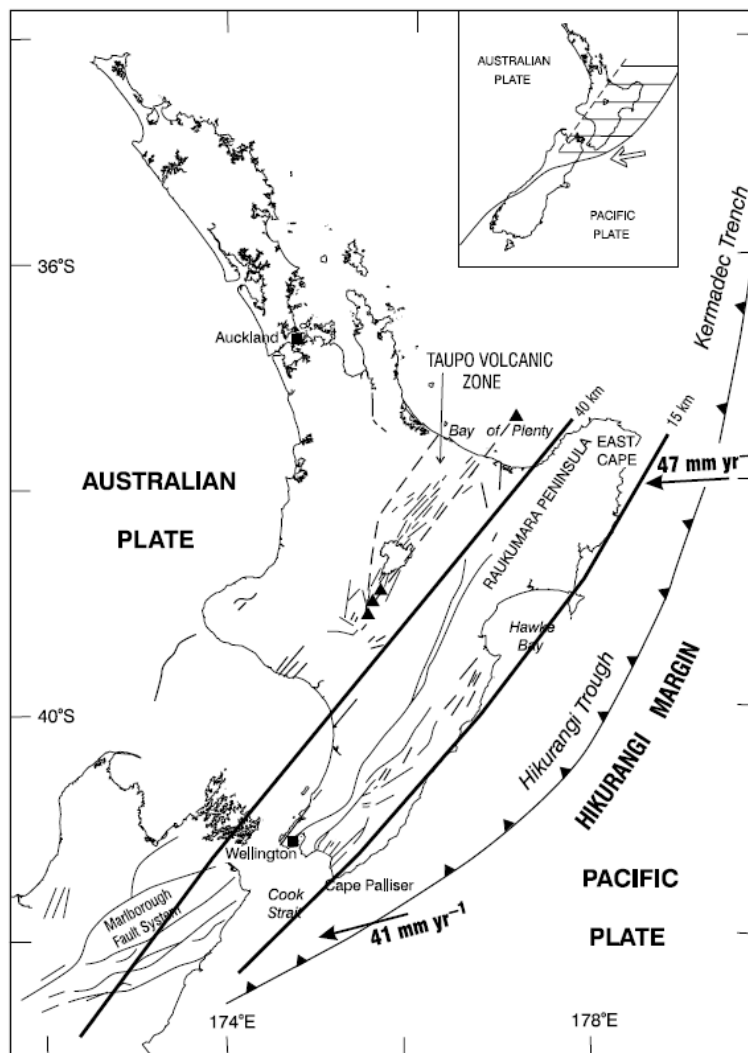 AUSTRALIAN
PLATE
PACIFIC
PLATE
Kermadec Trench
36°S
Auckland
TAUPO VOLCANIC
ZONE
40 km
15 km
Bay of Plenty
EAST
CAPE
47 mm yr⁻
AUSTRALIAN
PLATE
RAUKUMARA PENINSULA
Hawke
Bay
40°S
Hikurangi Trough
HIKURANGI MARGIN
Wellington
Cape Palliser
Cook
Strait
Marlborough
Fault System
41 mm yr⁻¹
PACIFIC
PLATE
174°E
178°E